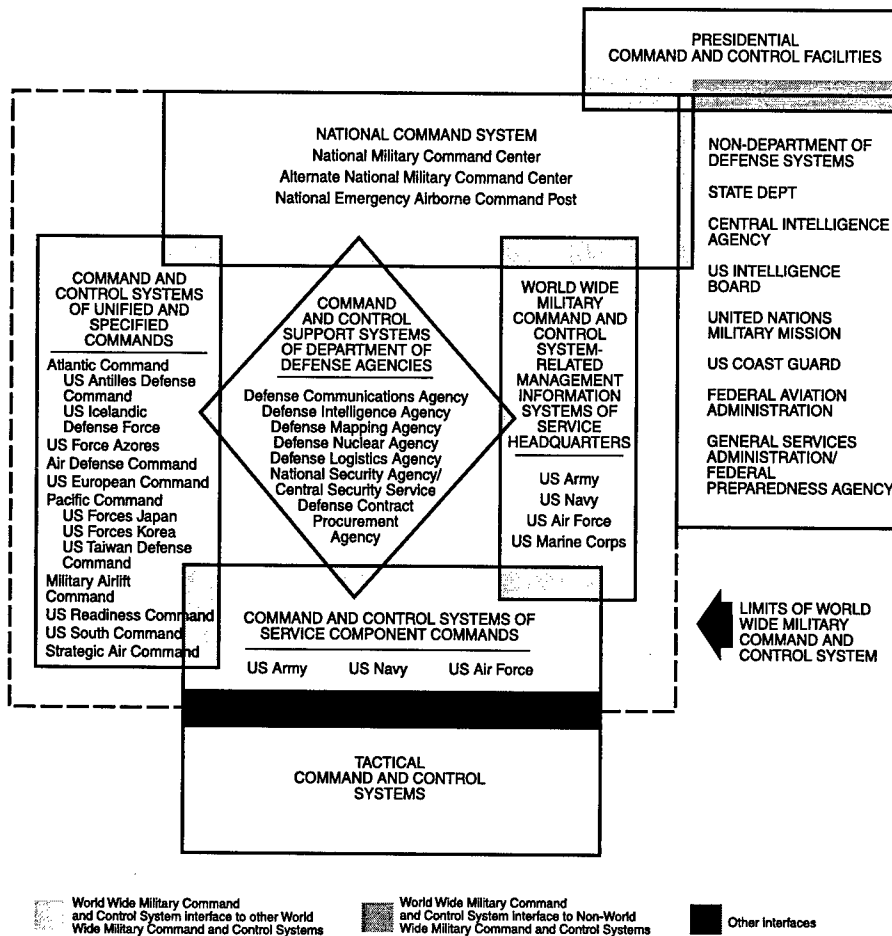 PRESIDENTIAL
COMMAND AND CONTROL FACILITIES
NATIONAL COMMAND SYSTEM
National Military Command Center
Alternate National Military Command Center
National Emergency Airborne Command Post
NON-DEPARTMENT OF
DEFENSE SYSTEMS
STATE DEPT
CENTRAL INTELLIGENCE
AGENCY
US INTELLIGENCE
BOARD
UNITED NATIONS
MILITARY MISSION
US COAST GUARD
FEDERAL AVIATION
ADMINISTRATION
GENERAL SERVICES
ADMINISTRATION/
FEDERAL
PREPAREDNESS AGENCY
COMMAND AND
CONTROL SYSTEMS
OF UNIFIED AND
SPECIFIED
COMMANDS
Atlantic Command
US Antilles Defense
Command
US Icelandic
Defense Force
US Force Azores
Air Defense Command
US European Command
Pacific Command
US Forces Japan
US Forces Korea
US Taiwan Defense
Command
Military Airlift
Command
US Readiness Command
US South Command
Strategic Air Command
COMMAND
AND CONTROL
SUPPORT SYSTEMS
OF DEPARTMENT OF
DEFENSE AGENCIES
Defense Communications Agency
Defense Intelligence Agency
Defense Mapping Agency
Defense Nuclear Agency
Defense Logistics Agency
National Security Agency/
Central Security Service
Defense Contract
Procurement
Agency
WORLD WIDE
MILITARY
COMMAND AND
CONTROL
SYSTEM-
RELATED
MANAGEMENT
INFORMATION
SYSTEMS OF
SERVICE
HEADQUARTERS
US Army
US Navy
US Air Force
US Marine Corps
COMMAND AND CONTROL SYSTEMS OF
SERVICE COMPONENT COMMANDS
US Army US Navy US Air Force
LIMITS OF WORLD
WIDE MILITARY
COMMAND AND
CONTROL SYSTEM
TACTICAL
COMMAND AND CONTROL
SYSTEMS
World Wide Military Command
and Control System interface to other World
Wide Military Command and Control Systems
World Wide Military Command
and Control System interface to Non-World
Wide Military Command and Control Systems
Other interfaces